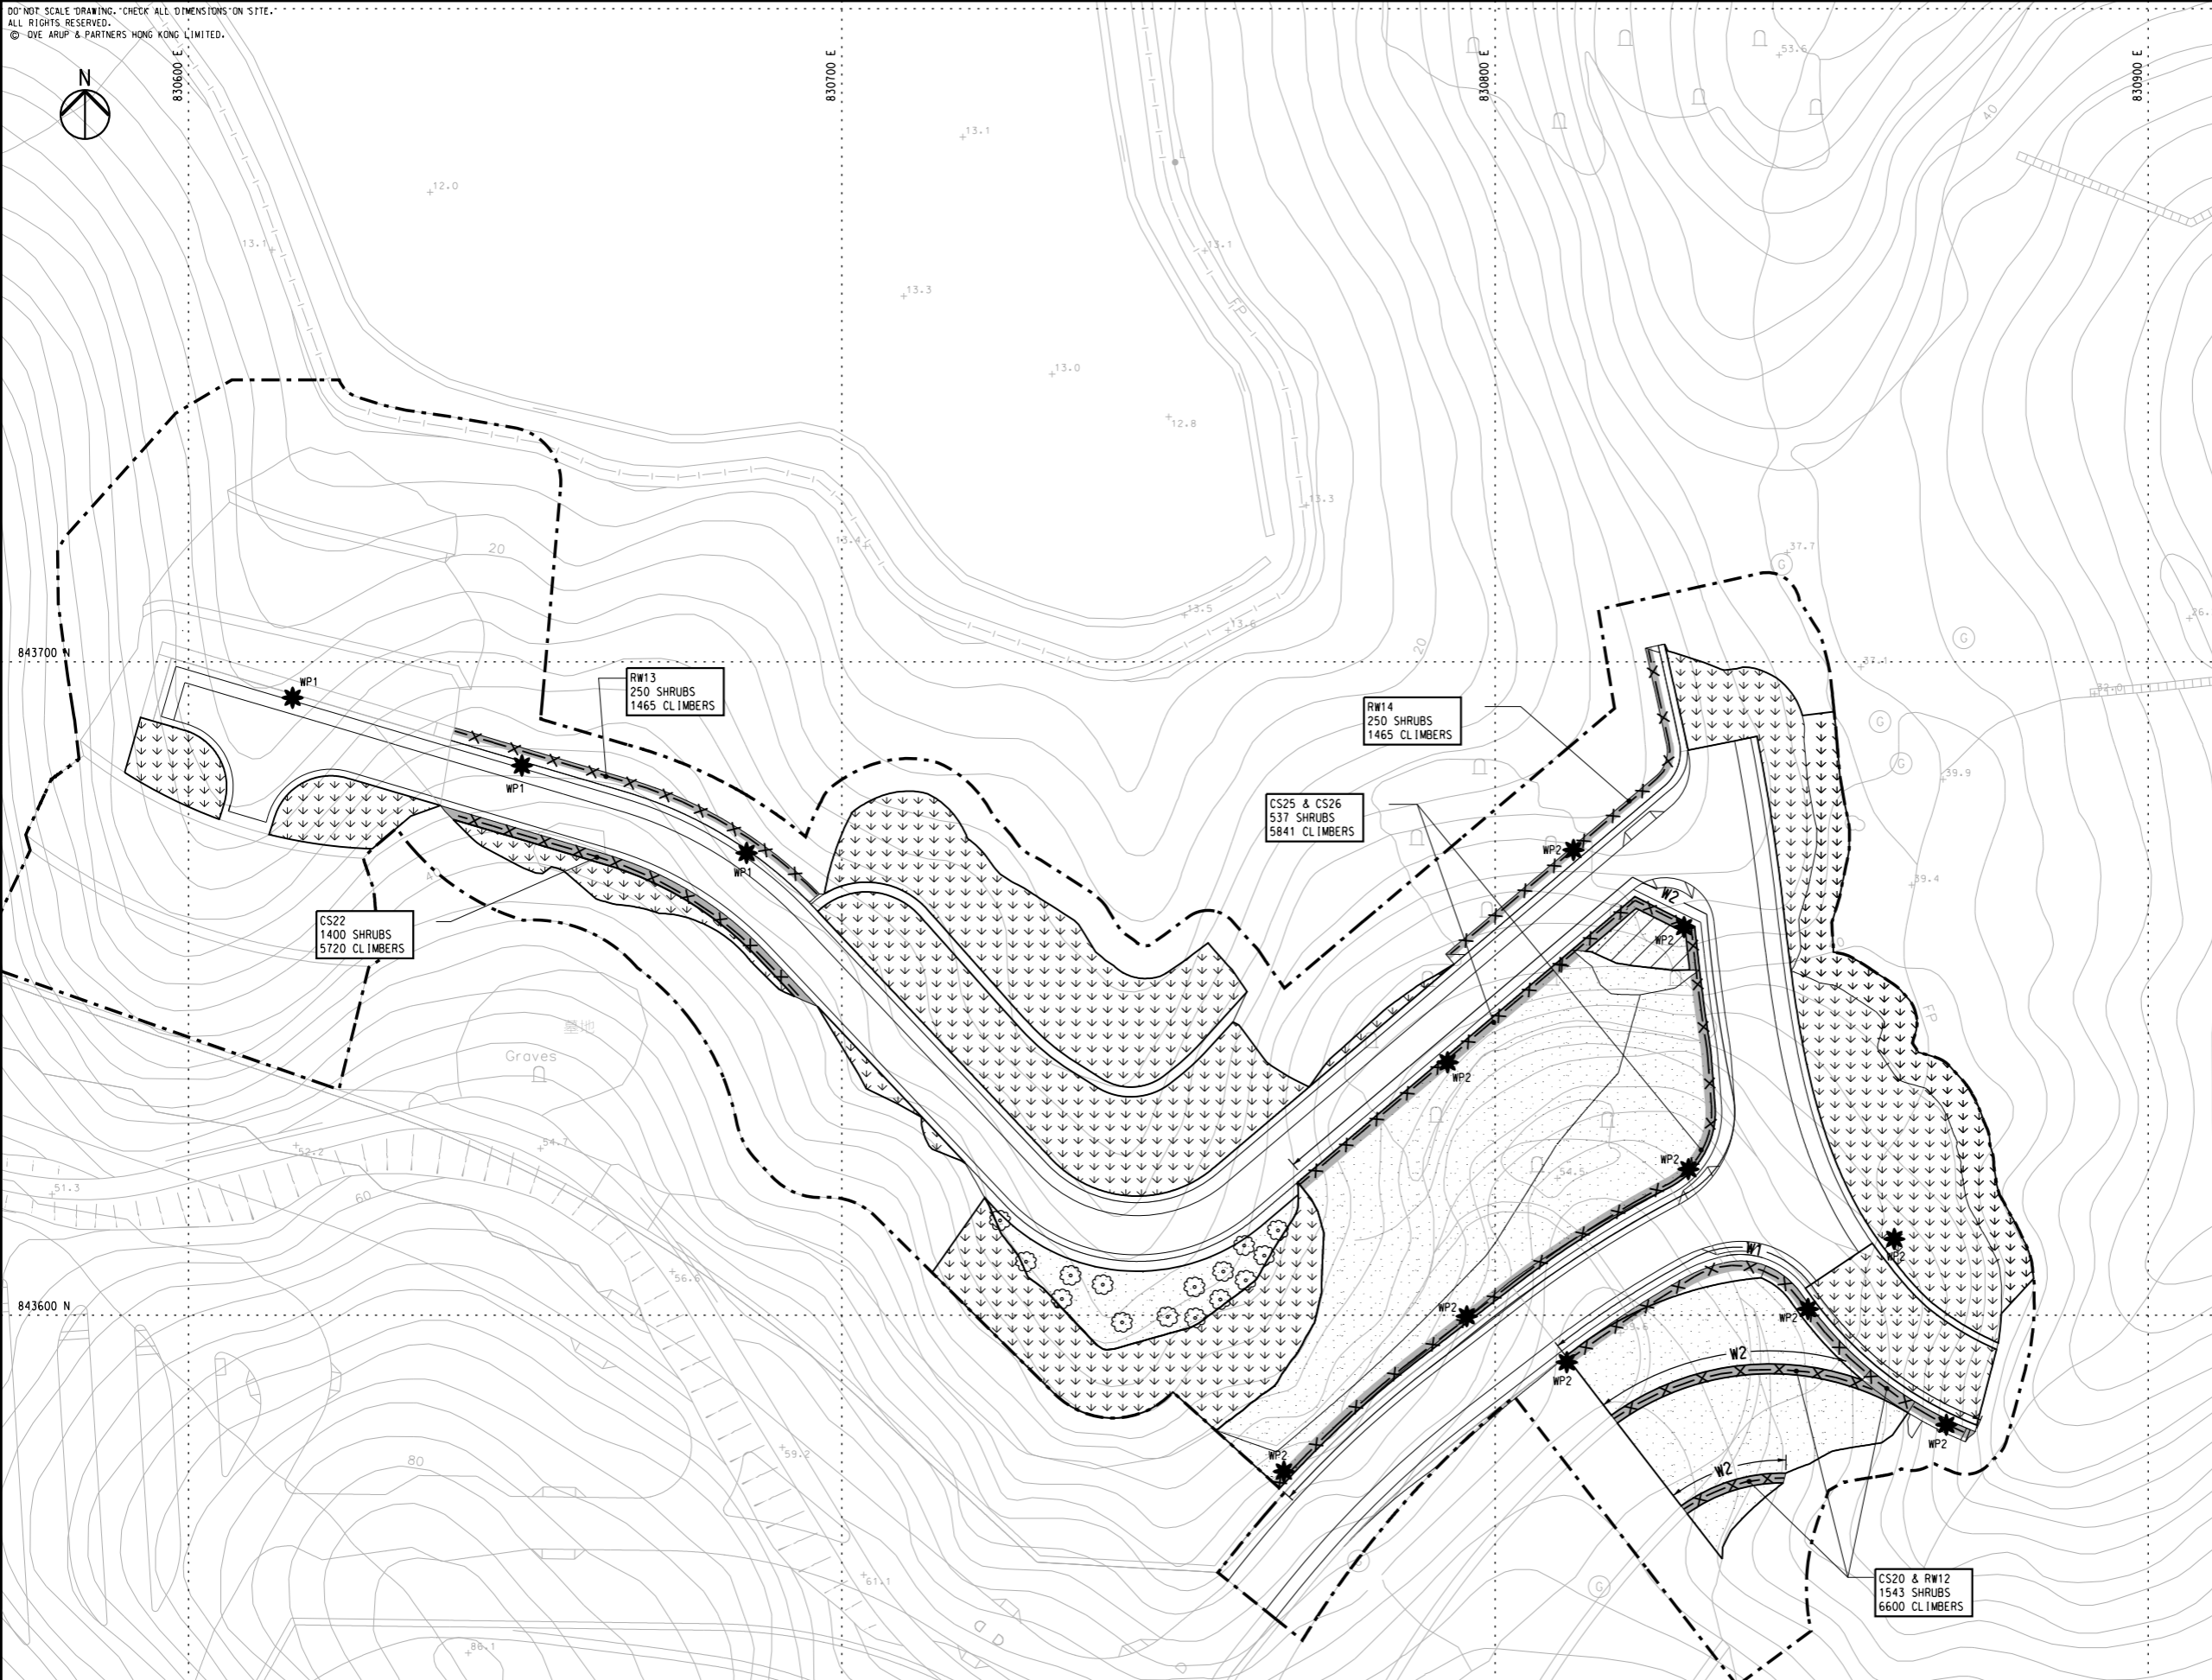 DO NOT SCALE DRAWING. CHECK ALL DIMENSIONS ON SITE.
ALL RIGHTS RESERVED.
© OVE ARUP & PARTNERS HONG KONG LIMITED.
N
830600 E
830700 E
830800 E
830900 E
53.6
40
13.1
L
12.0
13.1
13.1
13.3
FP
13.0
12.8
13.3
13.4
20
37.7
G
13.5
13.6
20
G
843700 N
37.1
32.0
WP1
RW13
250 SHRUBS
1465 CLIMBERS
RW14
250 SHRUBS
1465 CLIMBERS
G
G
39.9
WP1
CS25 & CS26
537 SHRUBS
5841 CLIMBERS
WP2
WP1
39.4
W2
CS22
1400 SHRUBS
5720 CLIMBERS
WP2
FP
墓地
Graves
WP2
52.2
54.7
51.3
60
WP2
54.5
56.6
W1
WP2
843600 N
WP2
WP2
W2
WP2
59.2
80
WP2
W2
WP2
61.1
G
G
CS20 & RW12
1543 SHRUBS
6600 CLIMBERS
86.1